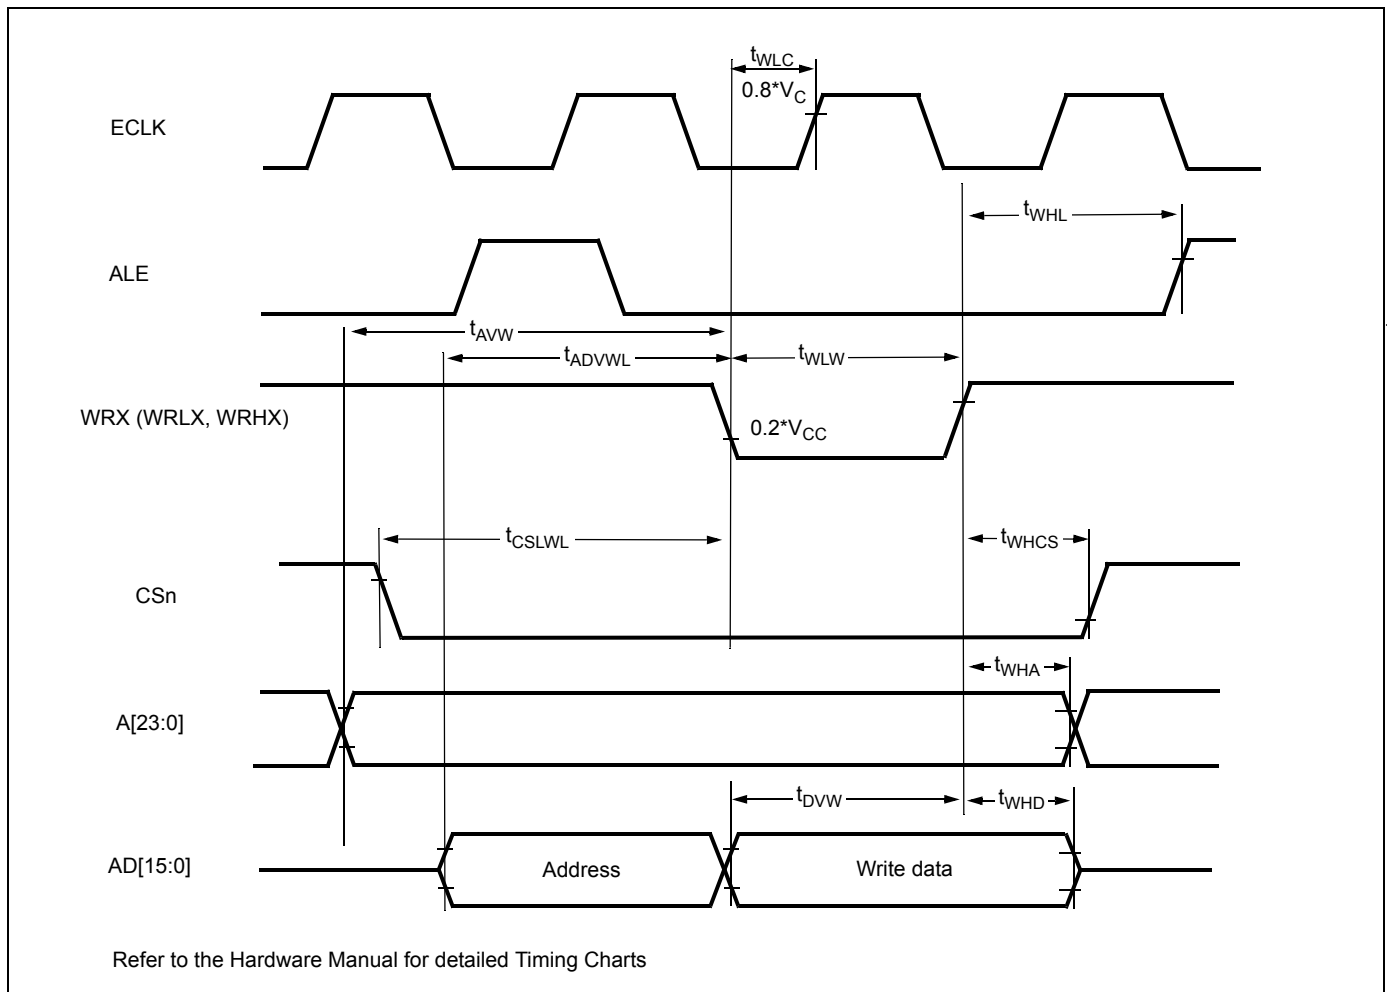 tWLC
0.8*VC
ECLK
tWHL
ALE
tAVW
tADVWL
tWLW
WRX (WRLX, WRHX)
0.2*VCC
tCSLWL
tWHCS
CSn
tWHA
A[23:0]
tDVW
tWHD
AD[15:0]
Address
Write data
Refer to the Hardware Manual for detailed Timing Charts